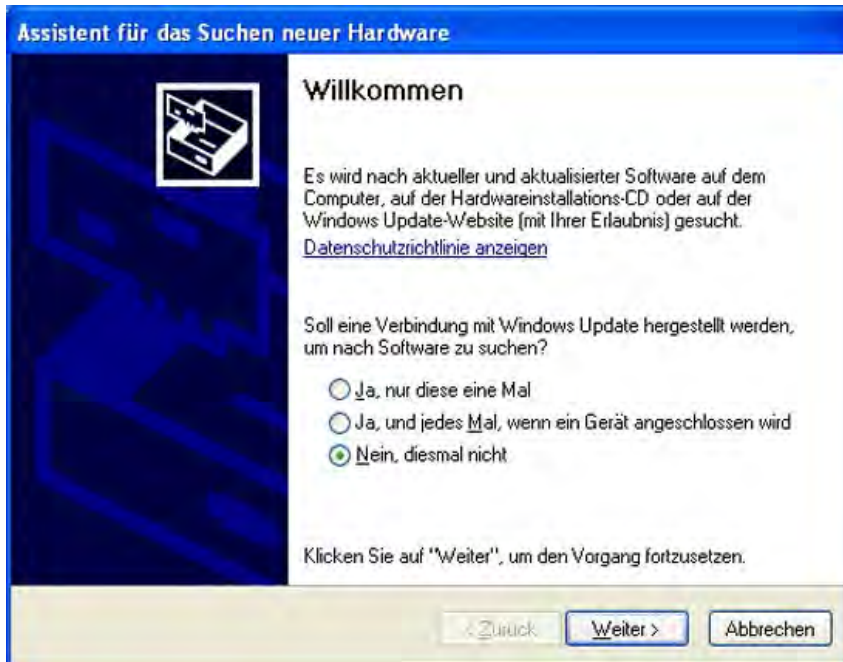 Assistent für das Suchen neuer Hardware
Willkommen
Es wird nach aktueller und aktualisierter Software auf dem
Computer, auf der Hardwareinstallations-CD oder auf der
Windows Update-Website (mit Ihrer Erlaubnis) gesucht.
Datenschutzrichtlinie anzeigen
Soll eine Verbindung mit Windows Update hergestellt werden,
um nach Software zu suchen?
Ja, nur diese eine Mal
Ja, und jedes Mal, wenn ein Gerät angeschlossen wird
Nein, diesmal nicht
Klicken Sie auf "Weiter", um den Vorgang fortzusetzen.
< Zurück
Weiter >
Abbrechen